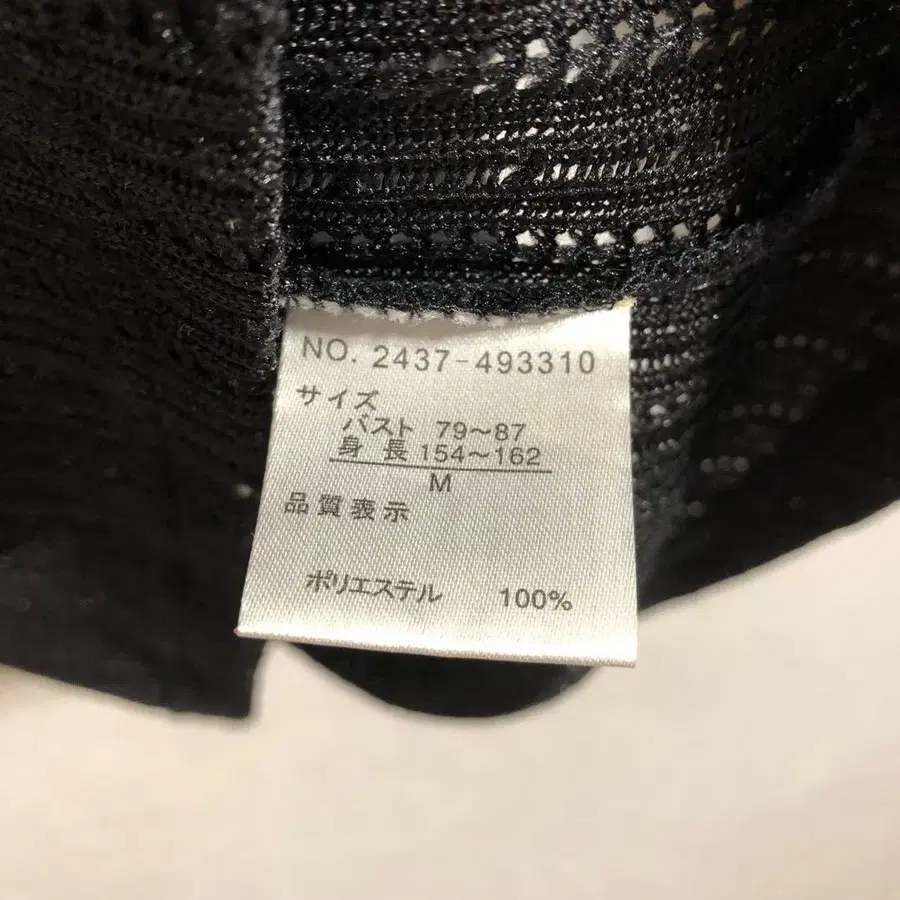 NO. 2437-493310
サイズ
バスト 79～87
身 長 154～162
M
品質表示
ポリエステル 100%